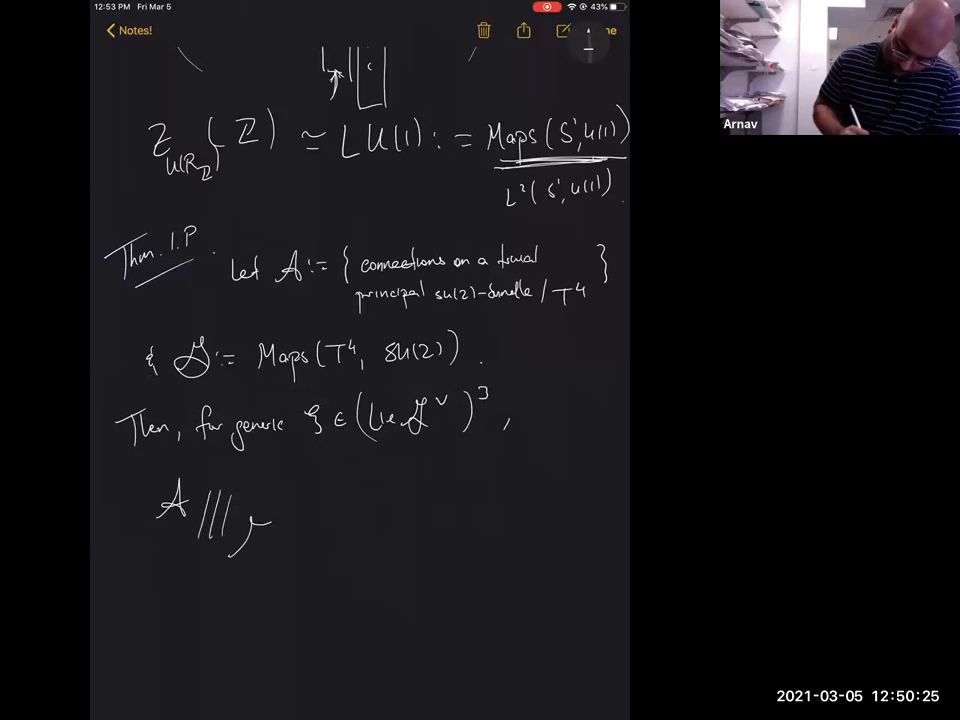 12:53 PM Fri Mar 5
43%
Notes!
Arnav
Z_{U(R_Z)}(Z) ≃ LU(1) := Maps(S¹, U(1))
L²(S¹, U(1)).
Thm. I.P.
Let A := { connections on a trivial
principal SU(2)-bundle / T⁴ }
& G := Maps(T⁴, SU(2)).
Then, for generic ξ ∈ (Lie G^∨)³,
A ///
2021-03-05 12:50:25